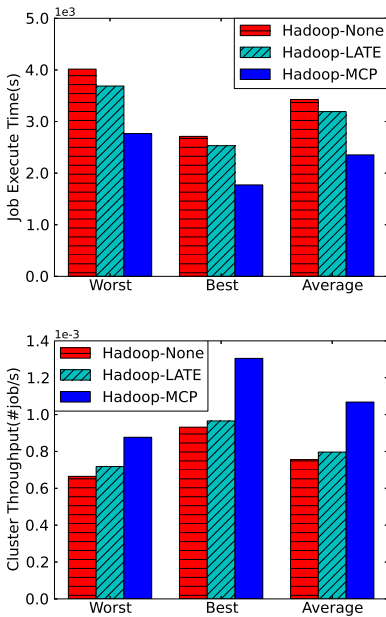 1e3
5.0
4.0
3.0
2.0
1.0
0.0
Job Execute Time(s)
Hadoop-None
Hadoop-LATE
Hadoop-MCP
Worst Best Average
1e-3
1.4
1.2
1.0
0.8
0.6
0.4
0.2
0.0
Cluster Throughput(#job/s)
Hadoop-None
Hadoop-LATE
Hadoop-MCP
Worst Best Average